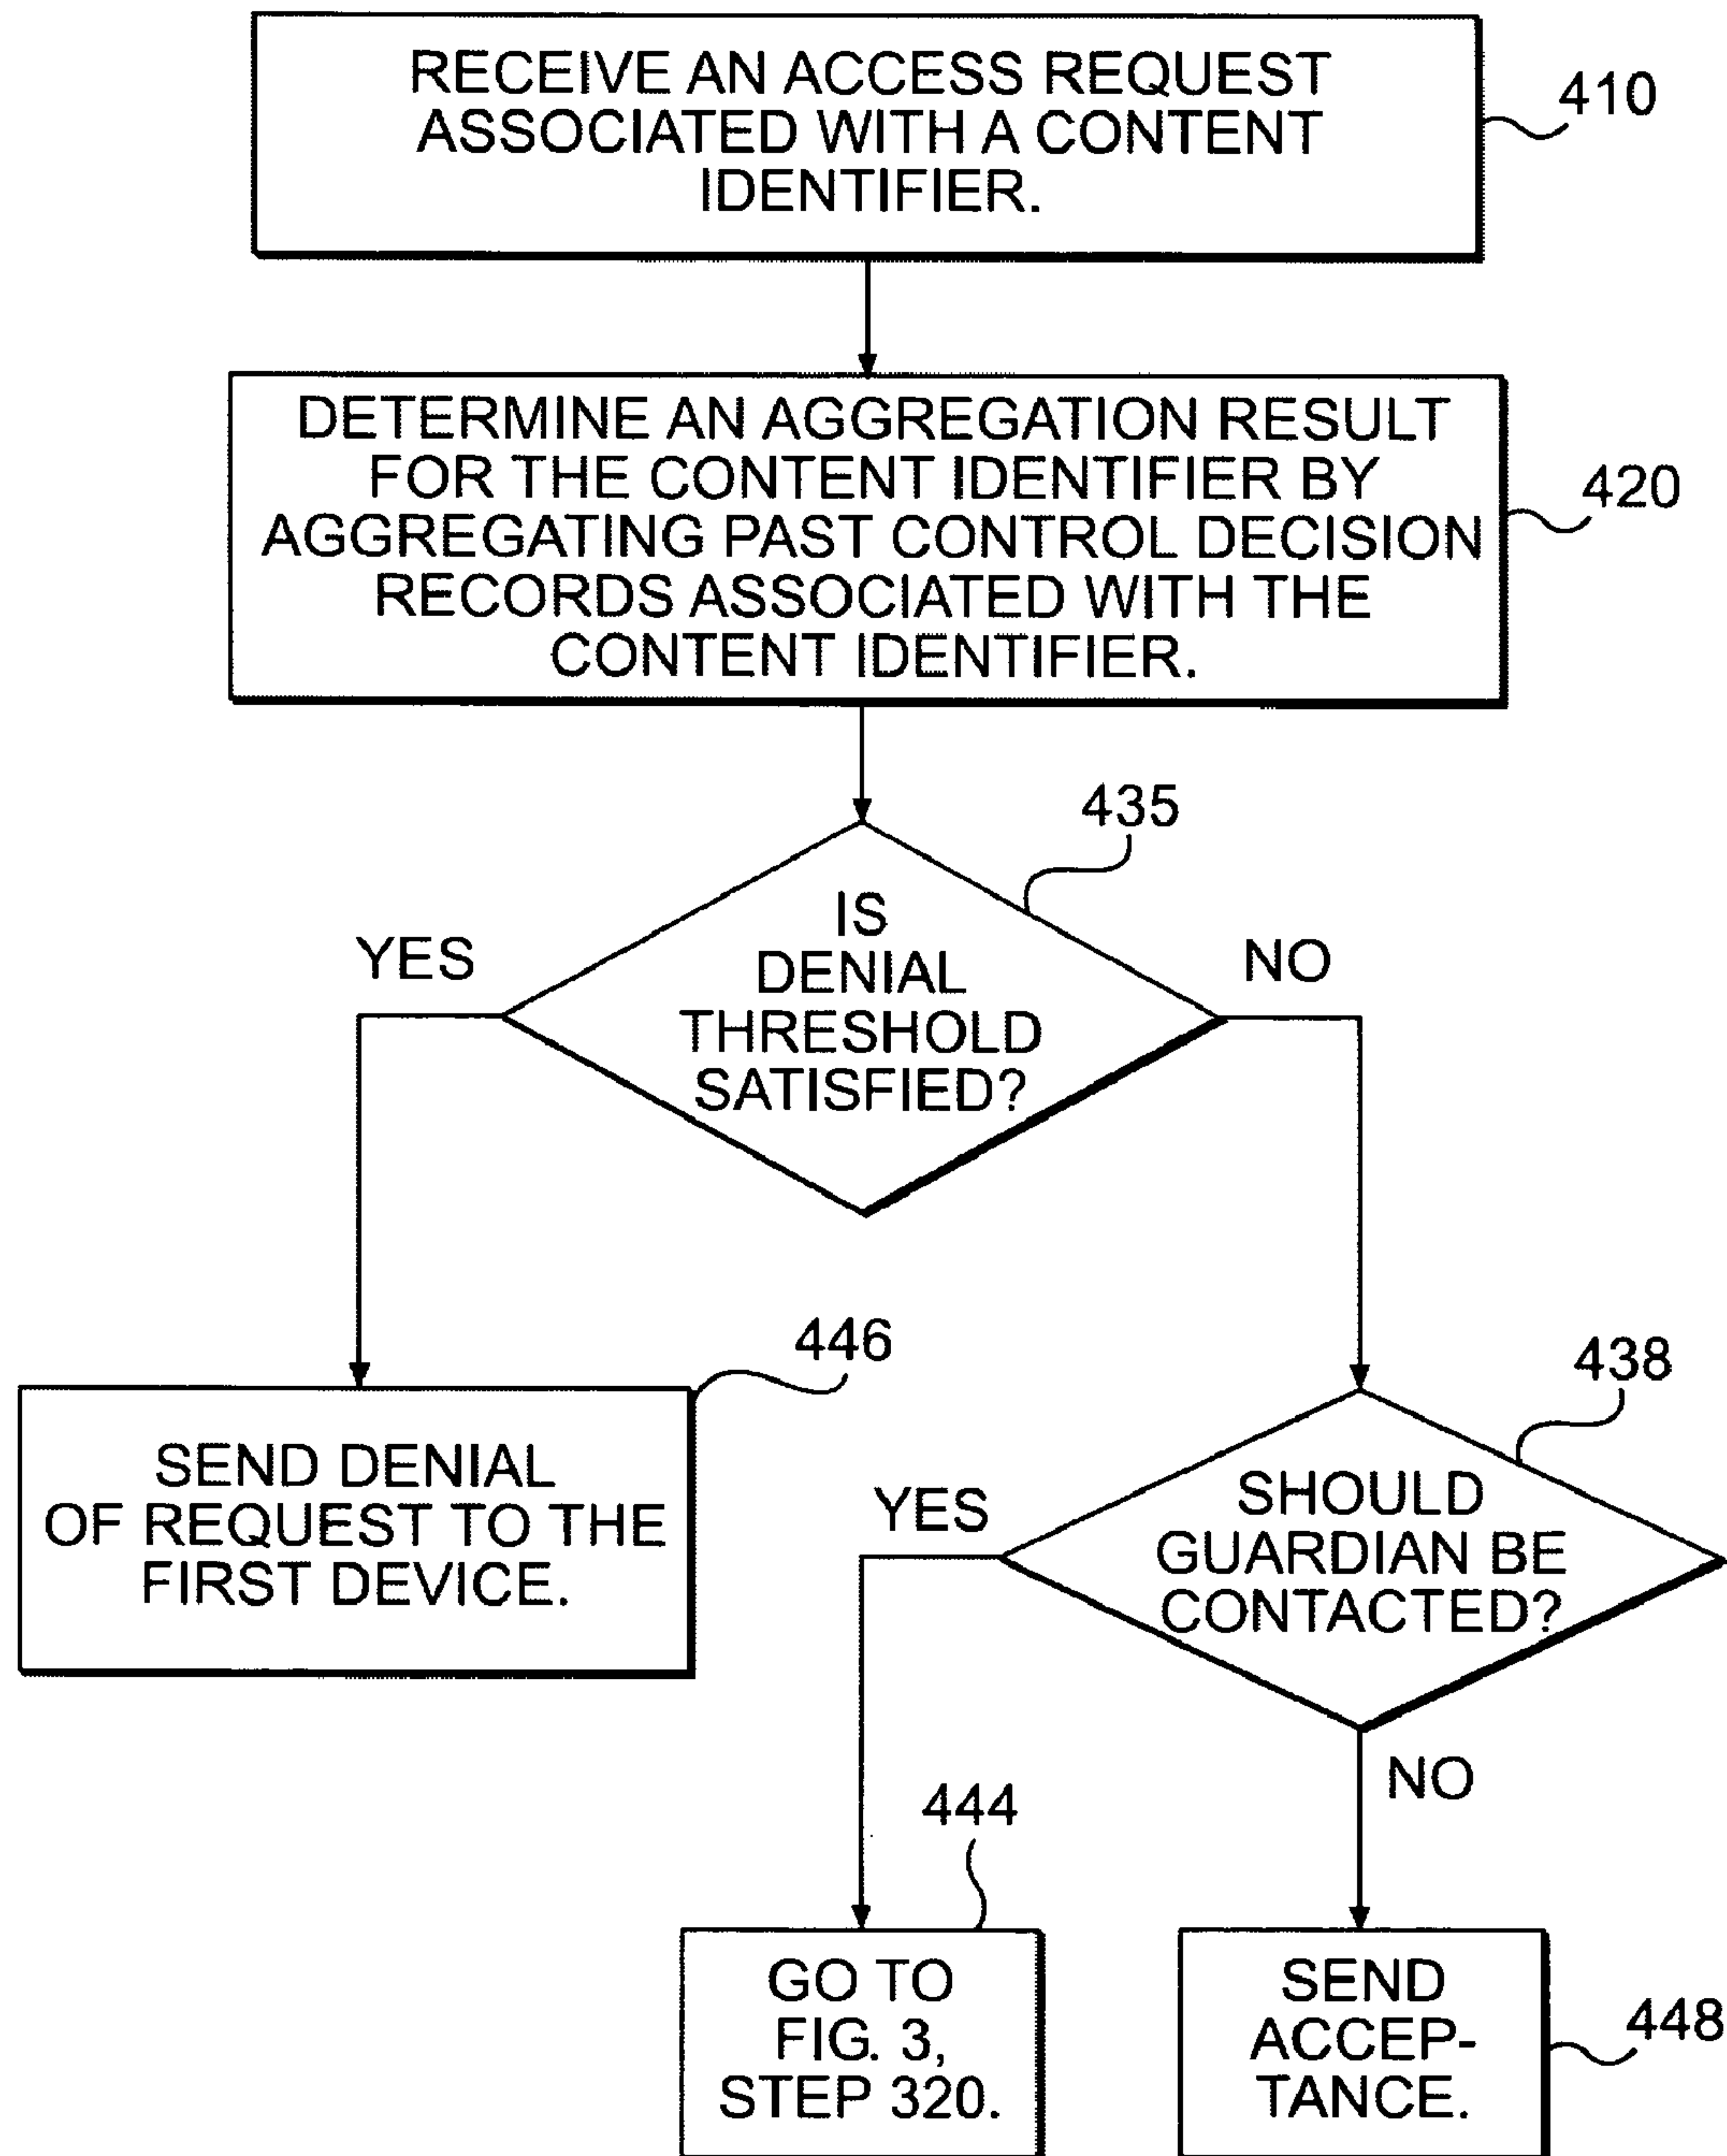 RECEIVE AN ACCESS REQUEST
ASSOCIATED WITH A CONTENT
IDENTIFIER.
410
DETERMINE AN AGGREGATION RESULT
FOR THE CONTENT IDENTIFIER BY
AGGREGATING PAST CONTROL DECISION
RECORDS ASSOCIATED WITH THE
CONTENT IDENTIFIER.
420
435
IS
DENIAL
THRESHOLD
SATISFIED?
YES
NO
446
SEND DENIAL
OF REQUEST TO THE
FIRST DEVICE.
438
SHOULD
GUARDIAN BE
CONTACTED?
YES
NO
444
GO TO
FIG. 3,
STEP 320.
SEND
ACCEP-
TANCE.
448